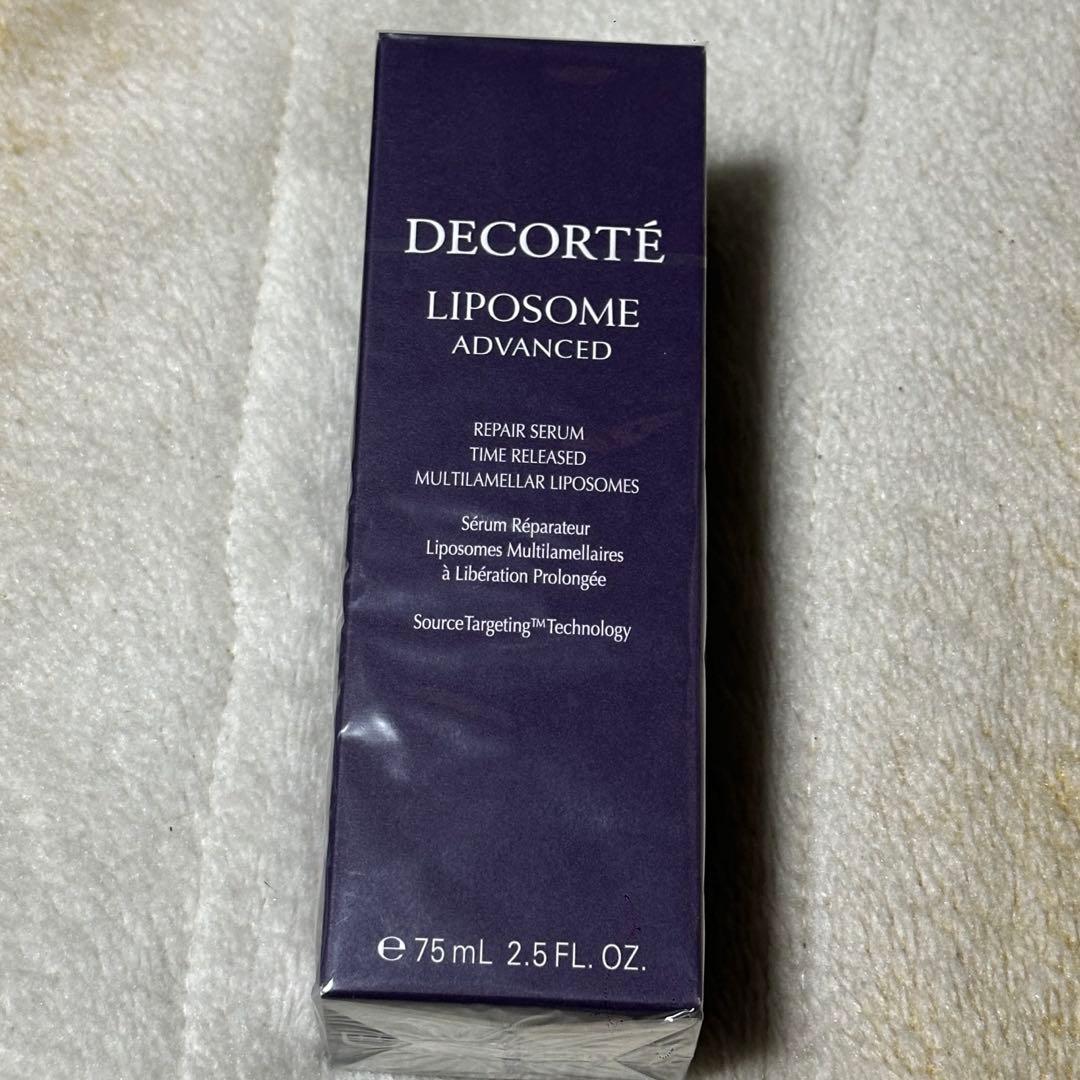 DECORTÉ
LIPOSOME
ADVANCED
REPAIR SERUM
TIME RELEASED
MULTILAMELLAR LIPOSOMES
Sérum Réparateur
Liposomes Multilamellaires
à Libération Prolongée
SourceTargeting™Technology
℮ 75 mL 2.5 FL. OZ.